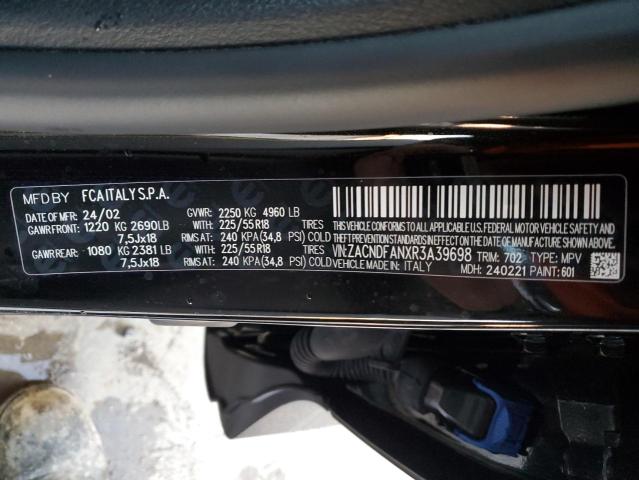 MFD BY FCA ITALY S.P.A.
DATE OF MFR: 24/02 GVWR: 2250 KG 4960 LB
GAWR FRONT: 1220 KG 2690LB WITH: 225/55R18 TIRES
7,5Jx18 RIMS AT: 240 KPA(34,8 PSI) COLD
GAWR REAR: 1080 KG 2381 LB WITH: 225/55R18 TIRES
7,5Jx18 RIMS AT: 240 KPA(34,8 PSI) COLD
THIS VEHICLE CONFORMS TO ALL APPLICABLE U.S. FEDERAL MOTOR VEHICLE SAFETY AND
THEFT PREVENTION STANDARDS IN EFFECT ON THE DATE OF MANUFACTURE SHOWN ABOVE
VIN: ZACNDFANXR3A39698 TRIM: 702 TYPE: MPV
VEHICLE MADE IN: ITALY MDH: 240221 PAINT: 601